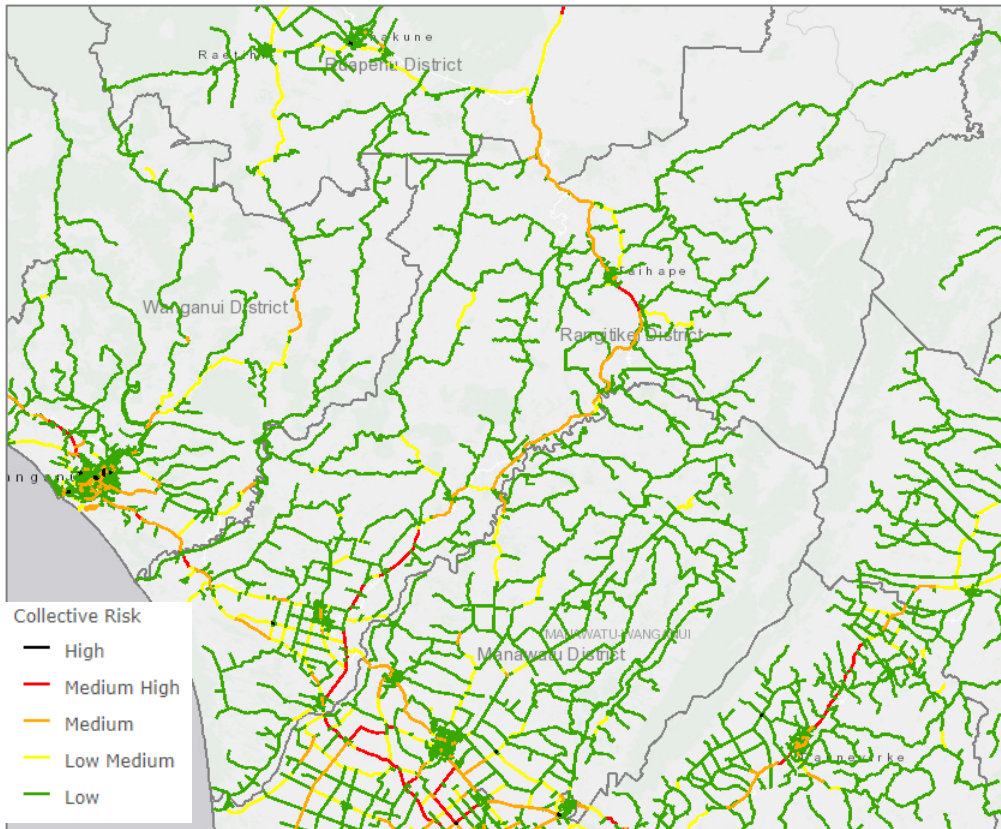 Raetihi
Ruapehu District
Taihape
Wanganui District
Rangitikei District
MANAWATU-WANGANUI
Manawatu District
Collective Risk
High
Medium High
Medium
Low Medium
Low